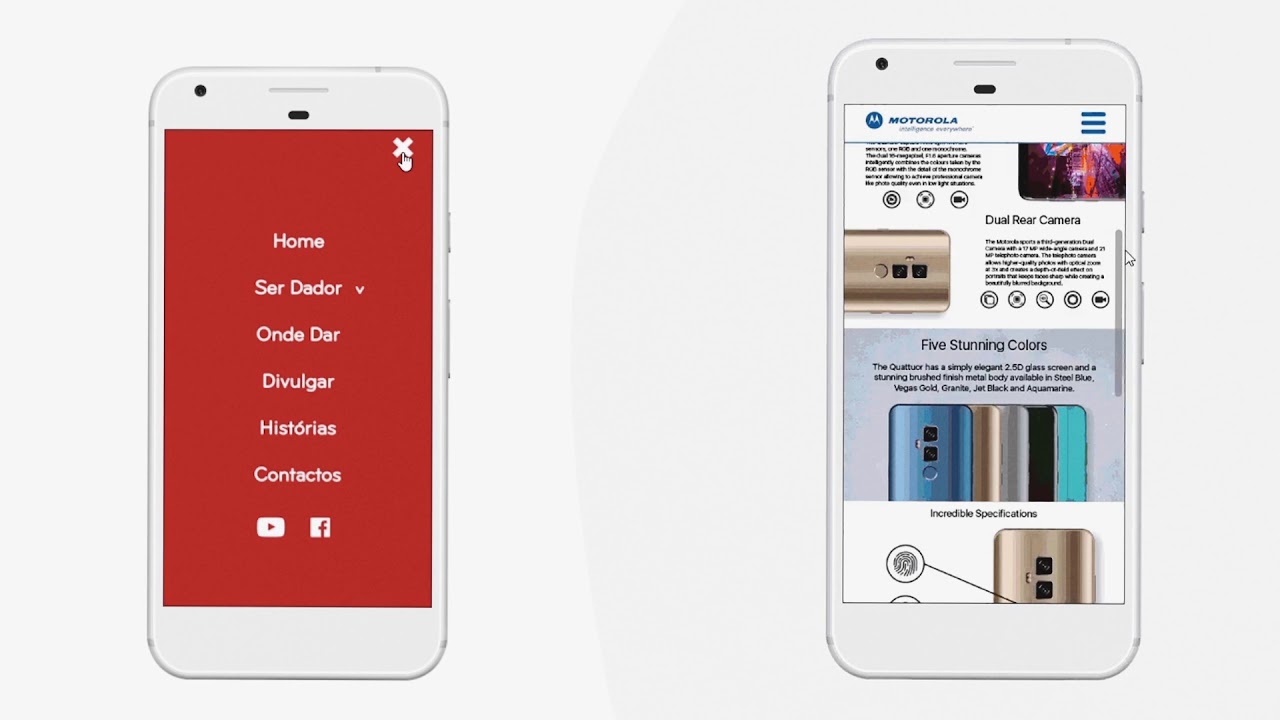 Home
Ser Dador
Onde Dar
Divulgar
Histórias
Contactos
MOTOROLA
intelligence everywhere
sensors, one RGB and one monochrome.
The dual 16-megapixel, F1.6 aperture cameras
intelligently combines the colours taken by the
RGB sensor with the detail of the monochrome
sensor allowing to achieve professional camera
like photo quality even in low light situations.
Dual Rear Camera
The Motorola sports a third-generation Dual
Camera with a 17 MP wide-angle camera and 21
MP telephoto camera. The telephoto camera
allows higher-quality photos with optical zoom
at 3x and creates a depth-of-field effect on
portraits that keeps faces sharp while creating a
beautifully blurred background.
Five Stunning Colors
The Quattuor has a simply elegant 2.5D glass screen and a
stunning brushed finish metal body available in Steel Blue,
Vegas Gold, Granite, Jet Black and Aquamarine.
Incredible Specifications